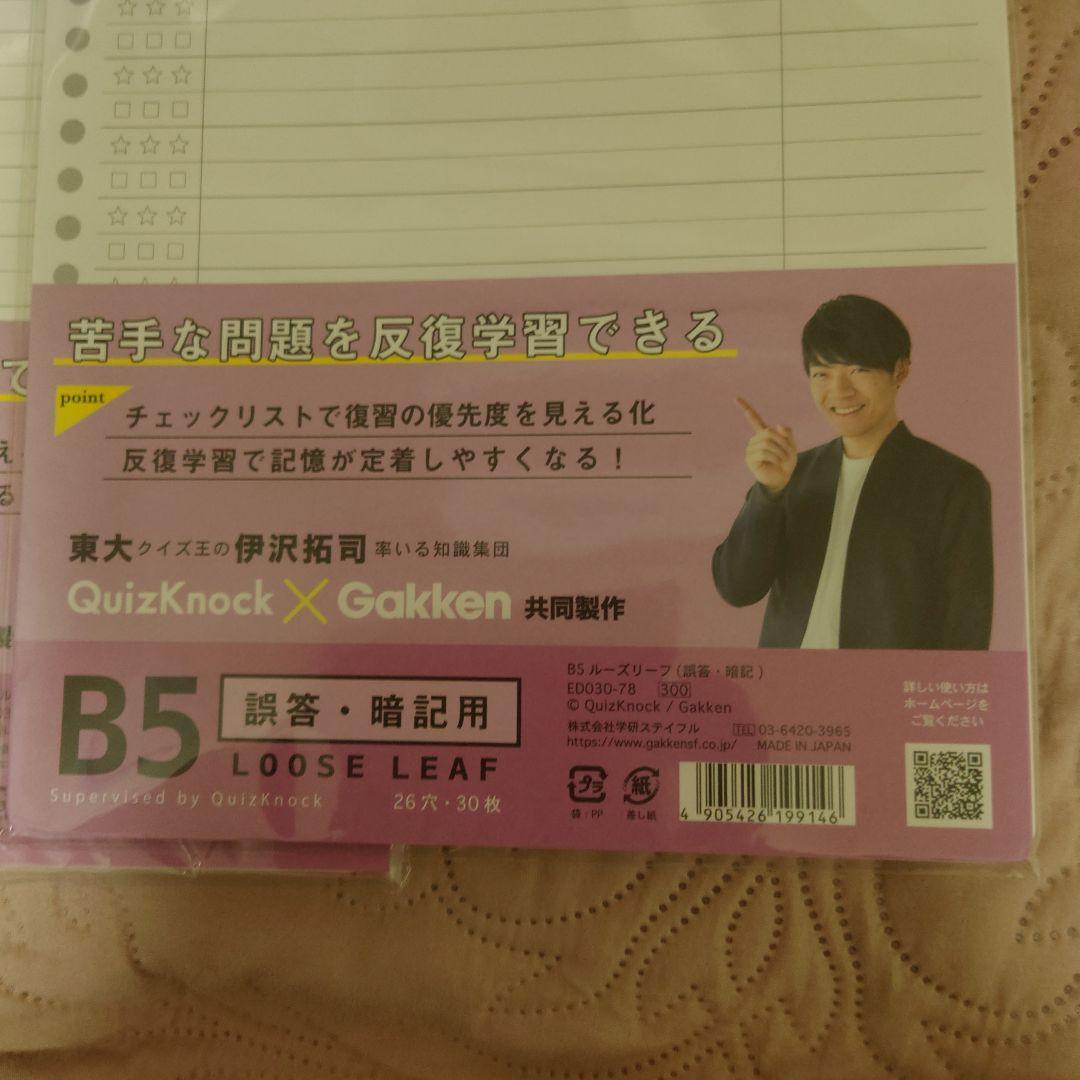 苦手な問題を反復学習できる
point
チェックリストで復習の優先度を見える化
反復学習で記憶が定着しやすくなる！
東大クイズ王の伊沢拓司率いる知識集団
QuizKnock×Gakken 共同製作
B5 誤答・暗記用
LOOSE LEAF
Supervised by QuizKnock
26穴・30枚
B5 ルーズリーフ(誤答・暗記)
ED030-78 300
© QuizKnock / Gakken
株式会社学研ステイフル TEL 03-6420-3965
https://www.gakkensf.co.jp/ MADE IN JAPAN
プラ 紙
袋：PP 差し紙
4 905426 199146
詳しい使い方は
ホームページを
ご覧ください
て
え
る